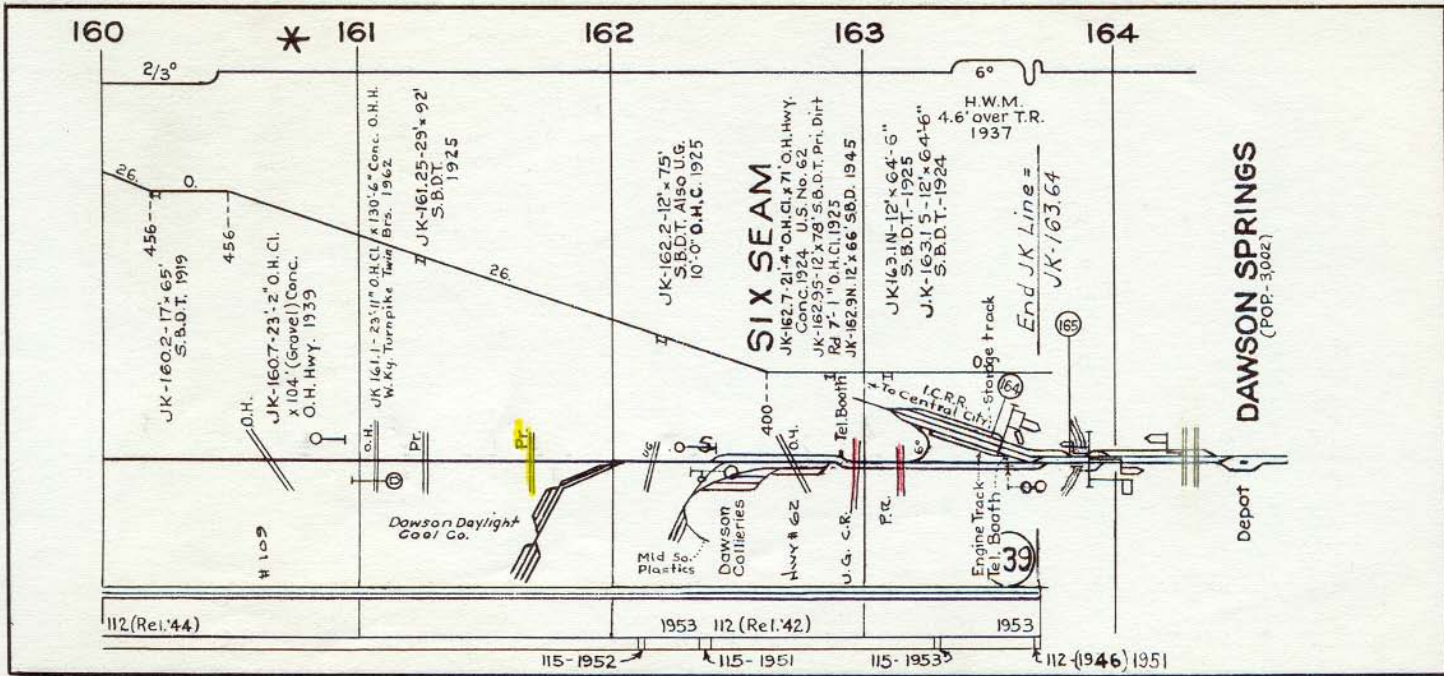 160
161
162
163
164
2/3°
6°
H.W.M.
4.6' over T.R.
1937
26.
O.
456
456
JK-160.2-17'x65'
S.B.D.T. 1919
JK-160.7-23'-2" O.H.Cl.
x104' (Gravel) Conc.
O.H. Hwy. 1939
JK 161.1-23'-11" O.H.Cl. x 130'-6" Conc. O.H.H.
W. Ky. Turnpike Twin Brs. 1962
JK-161.25-29'x92'
S.B.D.T.
1925
26.
JK-162.2-12'x75'
S.B.D.T. Also U.G.
10'-0" O.H.C. 1925
SIX SEAM
JK-162.7-21'-4" O.H.Cl. x 71' O.H.Hwy.
Conc. 1924 U.S. No. 62
JK-162.95-12'x78' S.B.D.T. Pri. Dirt
Rd 7'-1" O.H.Cl. 1925
JK-162.9N-12'x66' S.B.D. 1945
JK163.1N-12'x64'-6"
S.B.D.T.-1925
J.K-163.15-12'x64'-6"
S.B.D.T.-1924
End JK Line =
JK-163.64
DAWSON SPRINGS
(POP.-3,002)
400
O.
O.H.
O.H.
Pr.
Pr.
UG
S
O.H.
Tel. Booth
x To Central City
I.C.R.R.
Storage track
164
165
6°
D
#109
Dawson Daylight
Coal Co.
Mid So.
Plastics
Dawson
Collieries
Hwy #62
U.G. C.R.
P.R.
Engine Track
Tel. Booth
39
Depot
112 (Rel.'44)
1953
112 (Rel.'42)
1953
115-1952
115-1951
115-1953
112-(1946) 1951